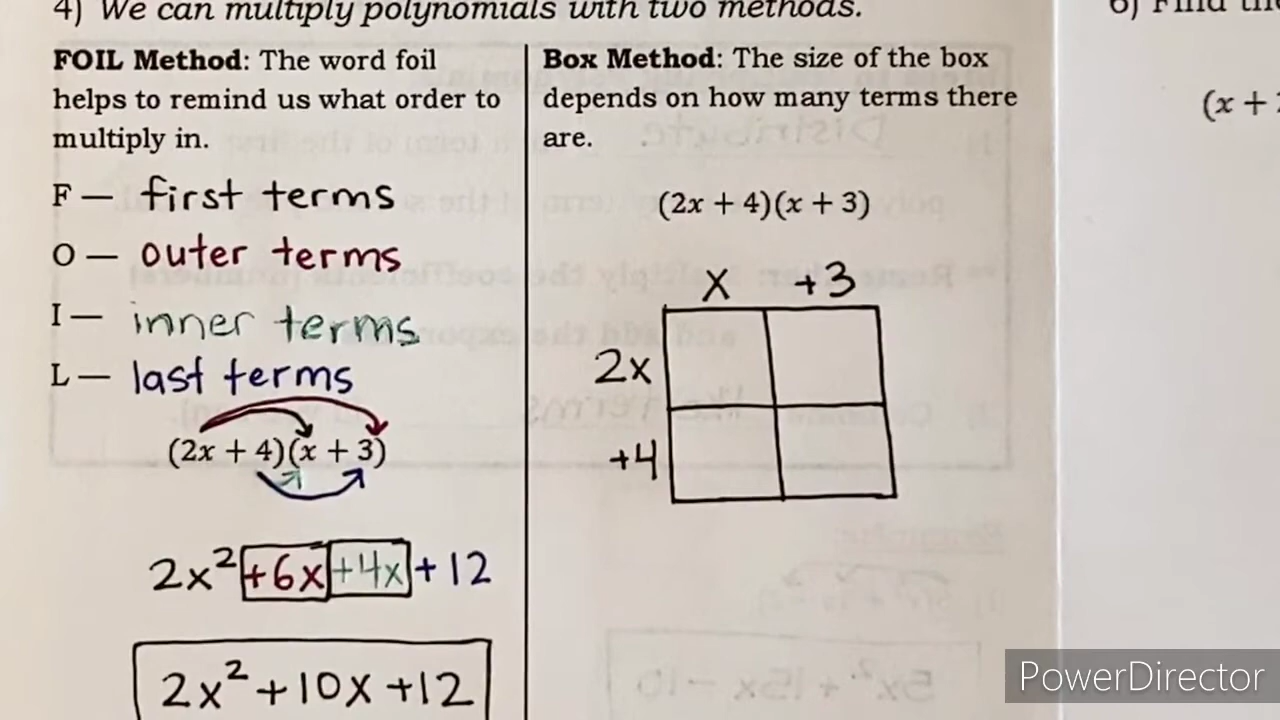 4) We can multiply polynomials with two methods.
FOIL Method: The word foil
helps to remind us what order to
multiply in.
F — first terms
O — outer terms
I — inner terms
L — last terms
(2x + 4)(x + 3)
2x² +6x +4x + 12
2x² + 10x + 12
Box Method: The size of the box
depends on how many terms there
are.
(2x + 4)(x + 3)
x +3
2x
+4
6) Find
(x +
PowerDirector